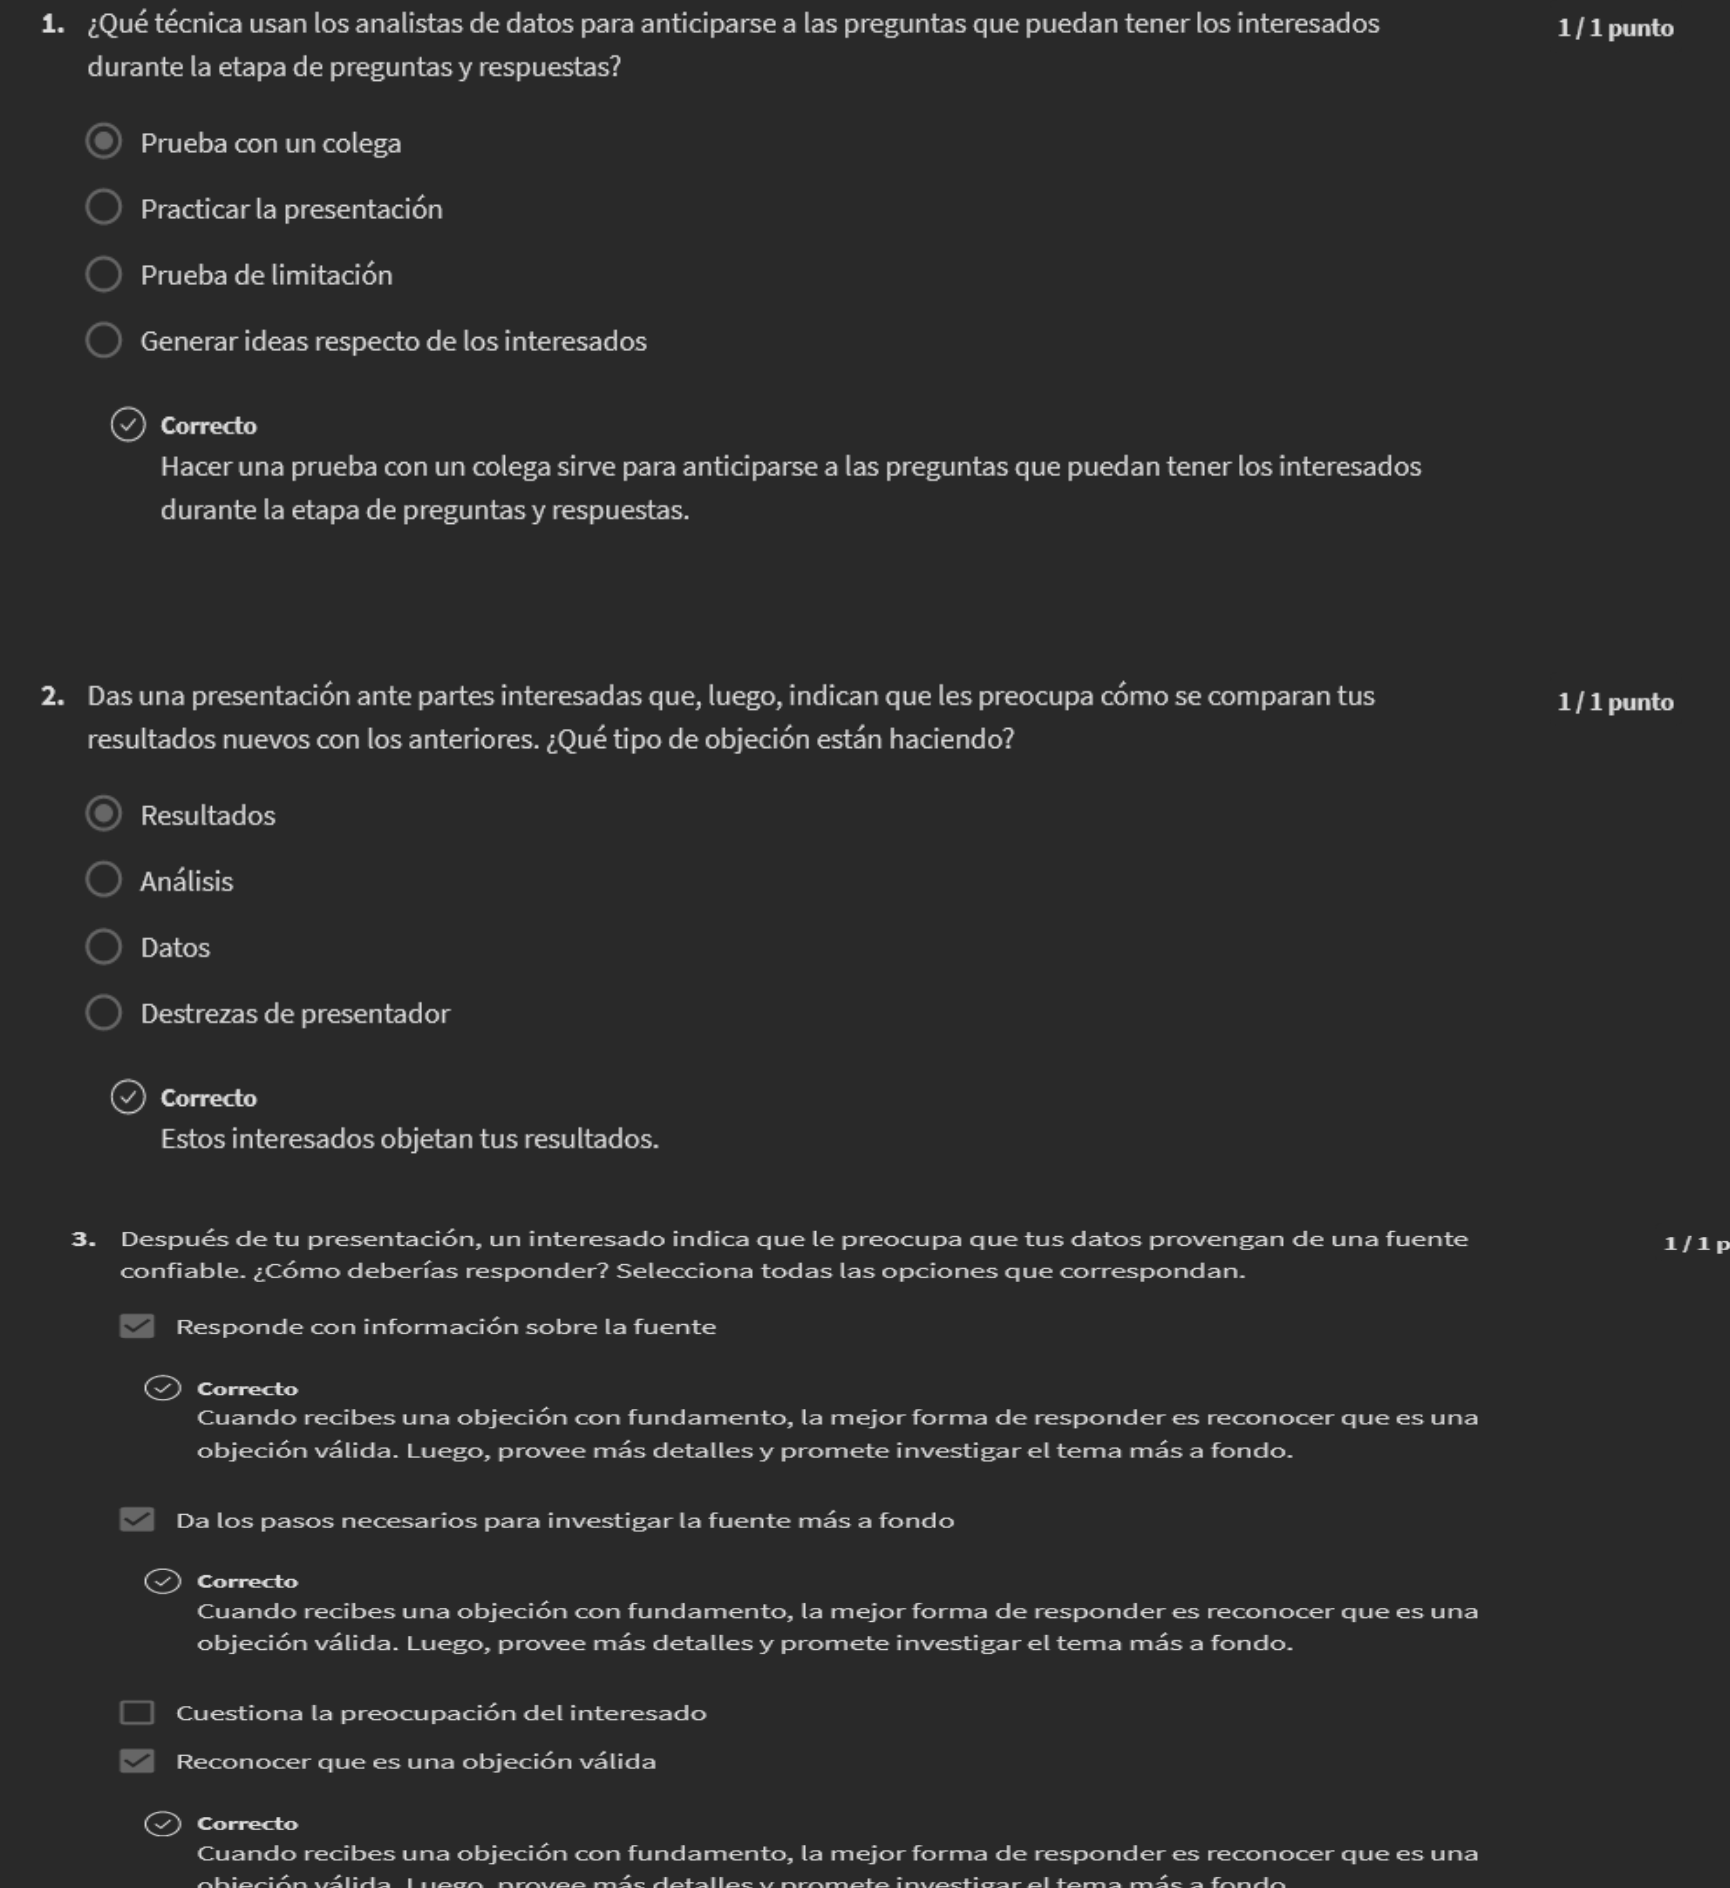 1. ¿Qué técnica usan los analistas de datos para anticiparse a las preguntas que puedan tener los interesados 1 / 1 punto
durante la etapa de preguntas y respuestas?
Prueba con un colega
Practicar la presentación
Prueba de limitación
Generar ideas respecto de los interesados
Correcto
Hacer una prueba con un colega sirve para anticiparse a las preguntas que puedan tener los interesados
durante la etapa de preguntas y respuestas.
2. Das una presentación ante partes interesadas que, luego, indican que les preocupa cómo se comparan tus 1 / 1 punto
resultados nuevos con los anteriores. ¿Qué tipo de objeción están haciendo?
Resultados
Análisis
Datos
Destrezas de presentador
Correcto
Estos interesados objetan tus resultados.
3. Después de tu presentación, un interesado indica que le preocupa que tus datos provengan de una fuente 1 / 1 p
confiable. ¿Cómo deberías responder? Selecciona todas las opciones que correspondan.
Responde con información sobre la fuente
Correcto
Cuando recibes una objeción con fundamento, la mejor forma de responder es reconocer que es una
objeción válida. Luego, provee más detalles y promete investigar el tema más a fondo.
Da los pasos necesarios para investigar la fuente más a fondo
Correcto
Cuando recibes una objeción con fundamento, la mejor forma de responder es reconocer que es una
objeción válida. Luego, provee más detalles y promete investigar el tema más a fondo.
Cuestiona la preocupación del interesado
Reconocer que es una objeción válida
Correcto
Cuando recibes una objeción con fundamento, la mejor forma de responder es reconocer que es una
objeción válida. Luego, provee más detalles y promete investigar el tema más a fondo.